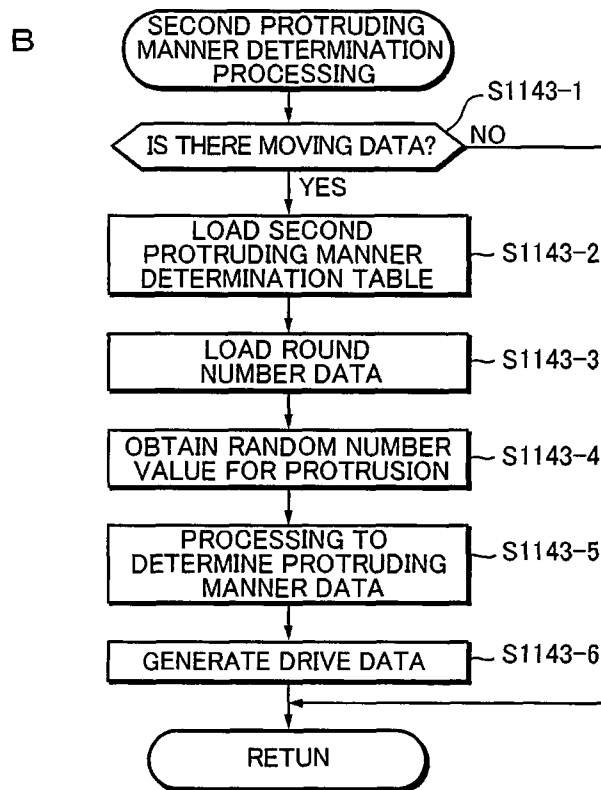 B
SECOND PROTRUDING
MANNER DETERMINATION
PROCESSING
S1143-1
IS THERE MOVING DATA?
NO
YES
LOAD SECOND
PROTRUDING MANNER
DETERMINATION TABLE
S1143-2
LOAD ROUND
NUMBER DATA
S1143-3
OBTAIN RANDOM NUMBER
VALUE FOR PROTRUSION
S1143-4
PROCESSING TO
DETERMINE PROTRUDING
MANNER DATA
S1143-5
GENERATE DRIVE DATA
S1143-6
RETUN